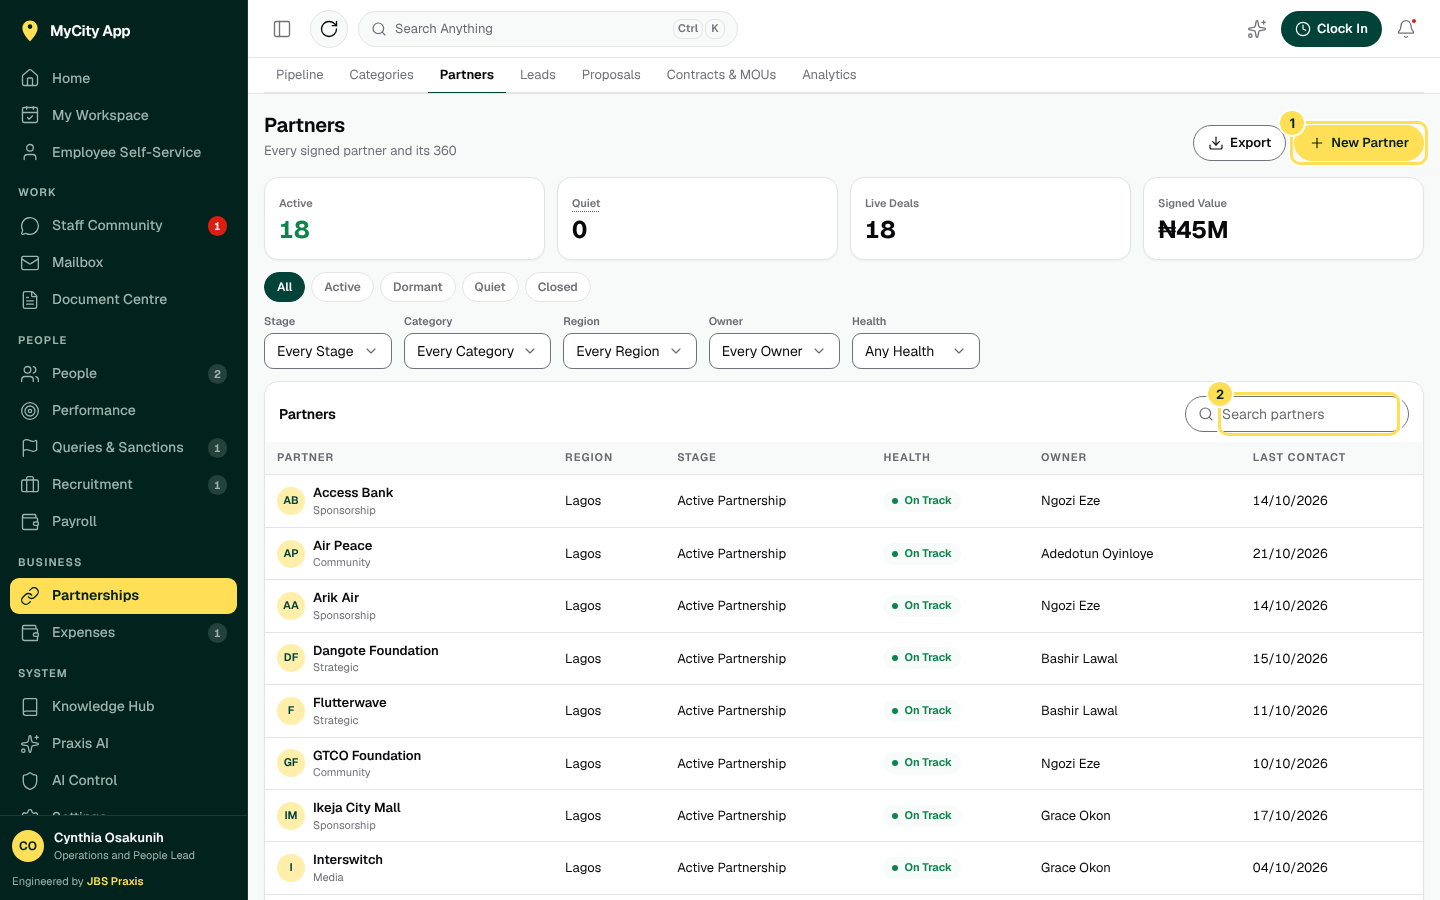 MyCity App
Home
My Workspace
Employee Self-Service
WORK
Staff Community 1
Mailbox
Document Centre
PEOPLE
People 2
Performance
Queries & Sanctions 1
Recruitment 1
Payroll
BUSINESS
Partnerships
Expenses 1
SYSTEM
Knowledge Hub
Praxis AI
AI Control
Settings
CO Cynthia Osakunih
Operations and People Lead
Engineered by JBS Praxis
Search Anything Ctrl K
Clock In
Pipeline Categories Partners Leads Proposals Contracts & MOUs Analytics
Partners
Every signed partner and its 360
Export
1
New Partner
Active
18
Quiet
0
Live Deals
18
Signed Value
₦45M
All Active Dormant Quiet Closed
Stage Category Region Owner Health
Every Stage Every Category Every Region Every Owner Any Health
Partners
2
Search partners
PARTNER REGION STAGE HEALTH OWNER LAST CONTACT
AB Access Bank Lagos Active Partnership On Track Ngozi Eze 14/10/2026
Sponsorship
AP Air Peace Lagos Active Partnership On Track Adedotun Oyinloye 21/10/2026
Community
AA Arik Air Lagos Active Partnership On Track Ngozi Eze 14/10/2026
Sponsorship
DF Dangote Foundation Lagos Active Partnership On Track Bashir Lawal 15/10/2026
Strategic
F Flutterwave Lagos Active Partnership On Track Bashir Lawal 11/10/2026
Strategic
GF GTCO Foundation Lagos Active Partnership On Track Ngozi Eze 10/10/2026
Community
IM Ikeja City Mall Lagos Active Partnership On Track Grace Okon 17/10/2026
Sponsorship
I Interswitch Lagos Active Partnership On Track Grace Okon 04/10/2026
Media